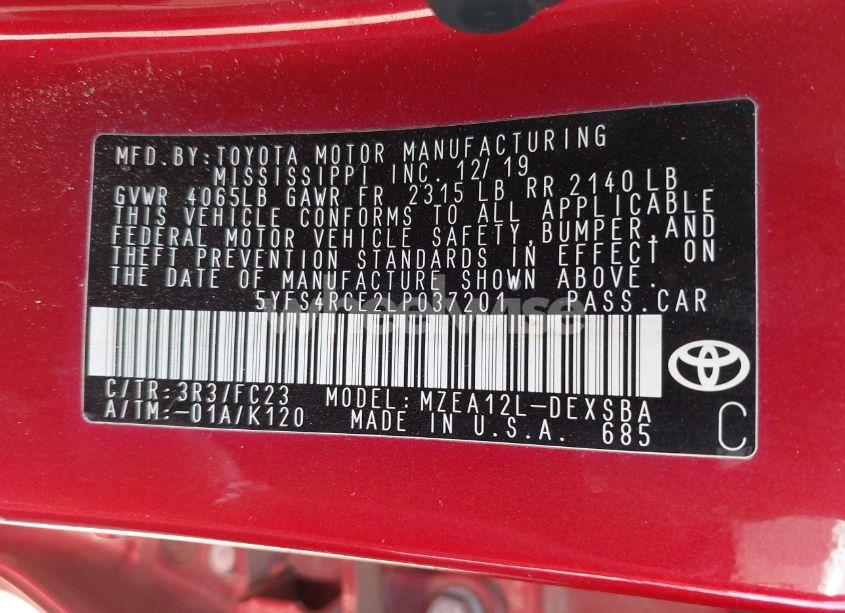 MFD.BY:TOYOTA MOTOR MANUFACTURING
MISSISSIPPI INC. 12/19
GVWR 4065LB GAWR FR 2315 LB RR 2140 LB
THIS VEHICLE CONFORMS TO ALL APPLICABLE
FEDERAL MOTOR VEHICLE SAFETY,BUMPER,AND
THEFT PREVENTION STANDARDS IN EFFECT ON
THE DATE OF MANUFACTURE SHOWN ABOVE.
5YFS4RCE2LP037201 PASS.CAR
C/TR:3R3/FC23 MODEL:MZEA12L-DEXSBA
A/TM:-01A/K120 MADE IN U.S.A. 685 C